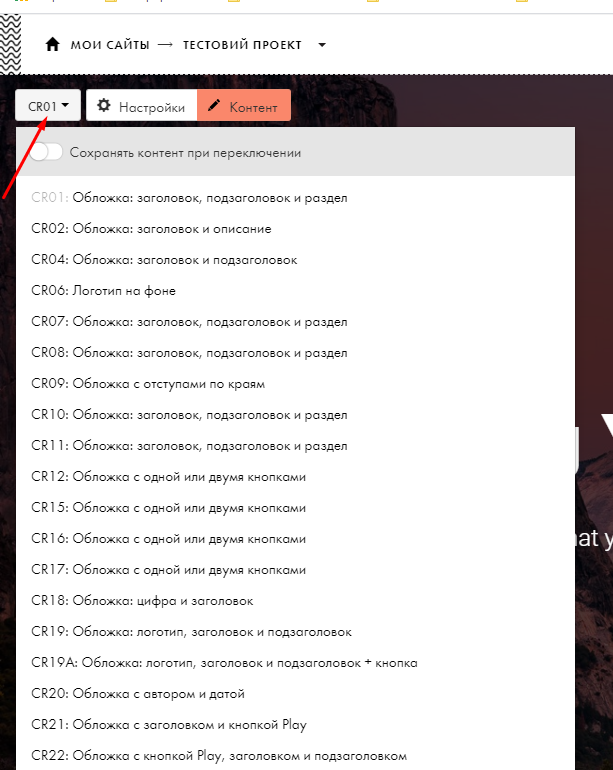 МОИ САЙТЫ → ТЕСТОВИЙ ПРОЕКТ
CR01 Настройки Контент
Сохранять контент при переключении
CR01: Обложка: заголовок, подзаголовок и раздел
CR02: Обложка: заголовок и описание
CR04: Обложка: заголовок и подзаголовок
CR06: Логотип на фоне
CR07: Обложка: заголовок, подзаголовок и раздел
CR08: Обложка: заголовок, подзаголовок и раздел
CR09: Обложка с отступами по краям
CR10: Обложка: заголовок, подзаголовок и раздел
CR11: Обложка: заголовок, подзаголовок и раздел
CR12: Обложка с одной или двумя кнопками
CR15: Обложка с одной или двумя кнопками
CR16: Обложка с одной или двумя кнопками
CR17: Обложка с одной или двумя кнопками
CR18: Обложка: цифра и заголовок
CR19: Обложка: логотип, заголовок и подзаголовок
CR19A: Обложка: логотип, заголовок и подзаголовок + кнопка
CR20: Обложка с автором и датой
CR21: Обложка с заголовком и кнопкой Play
CR22: Обложка с кнопкой Play, заголовком и подзаголовком